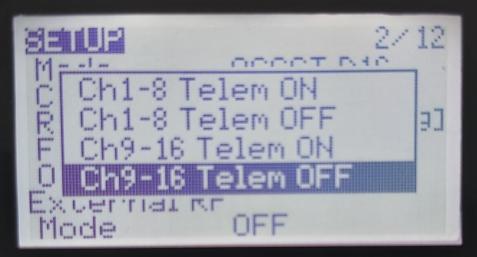 SETUP 2/12
Ch1-8 Telem ON
Ch1-8 Telem OFF
Ch9-16 Telem ON
Ch9-16 Telem OFF
Mode OFF